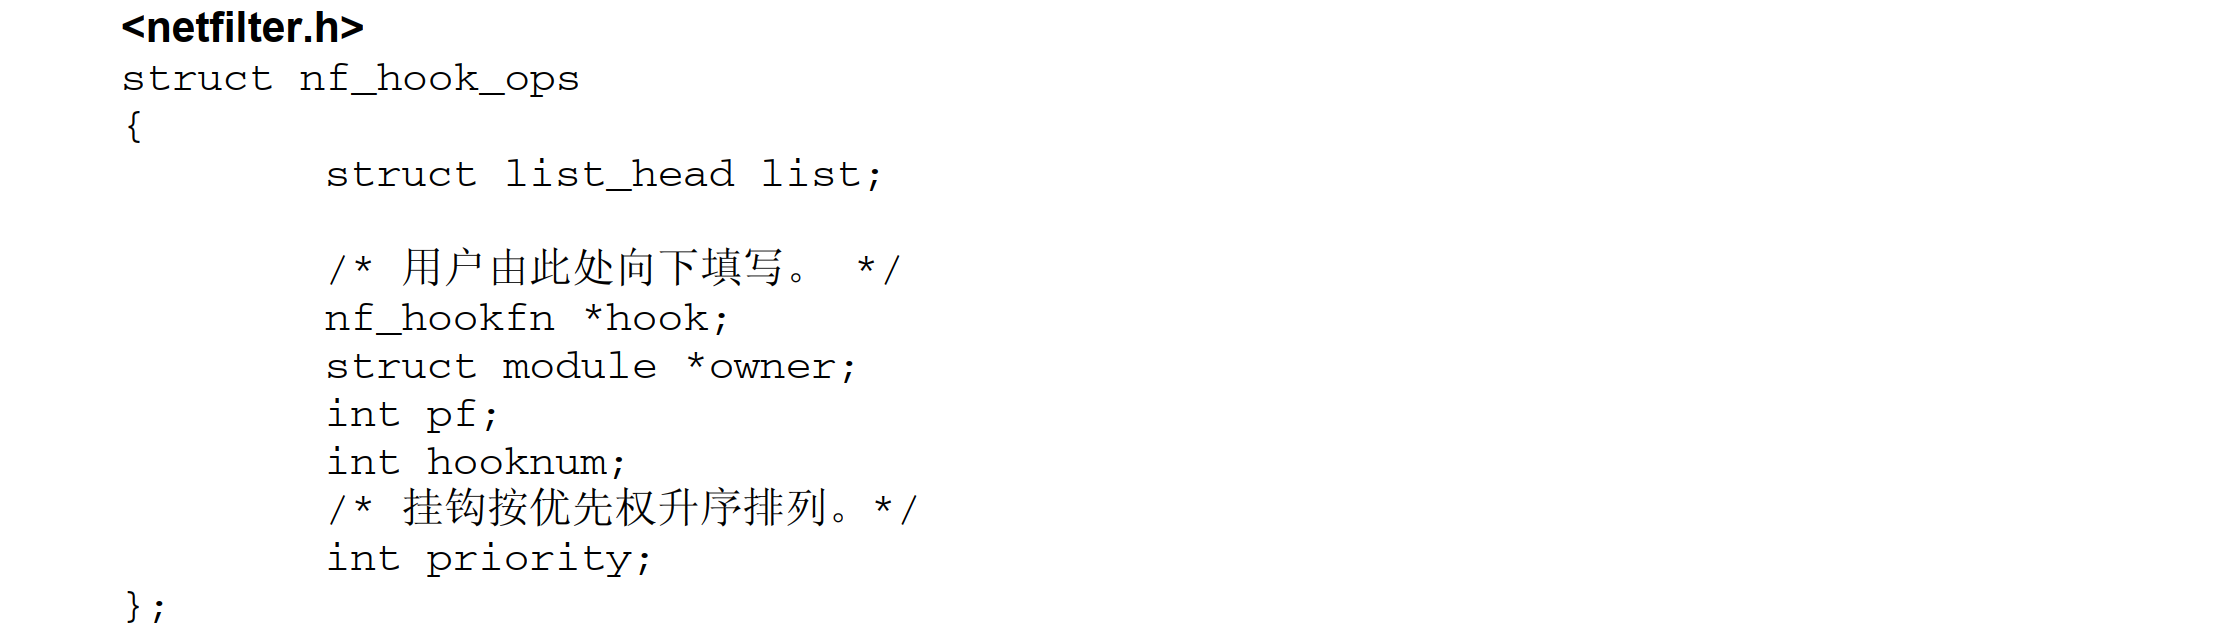 <netfilter.h>
struct nf_hook_ops
{
struct list_head list;
/* 用户由此处向下填写。 */
nf_hookfn *hook;
struct module *owner;
int pf;
int hooknum;
/* 挂钩按优先权升序排列。*/
int priority;
};